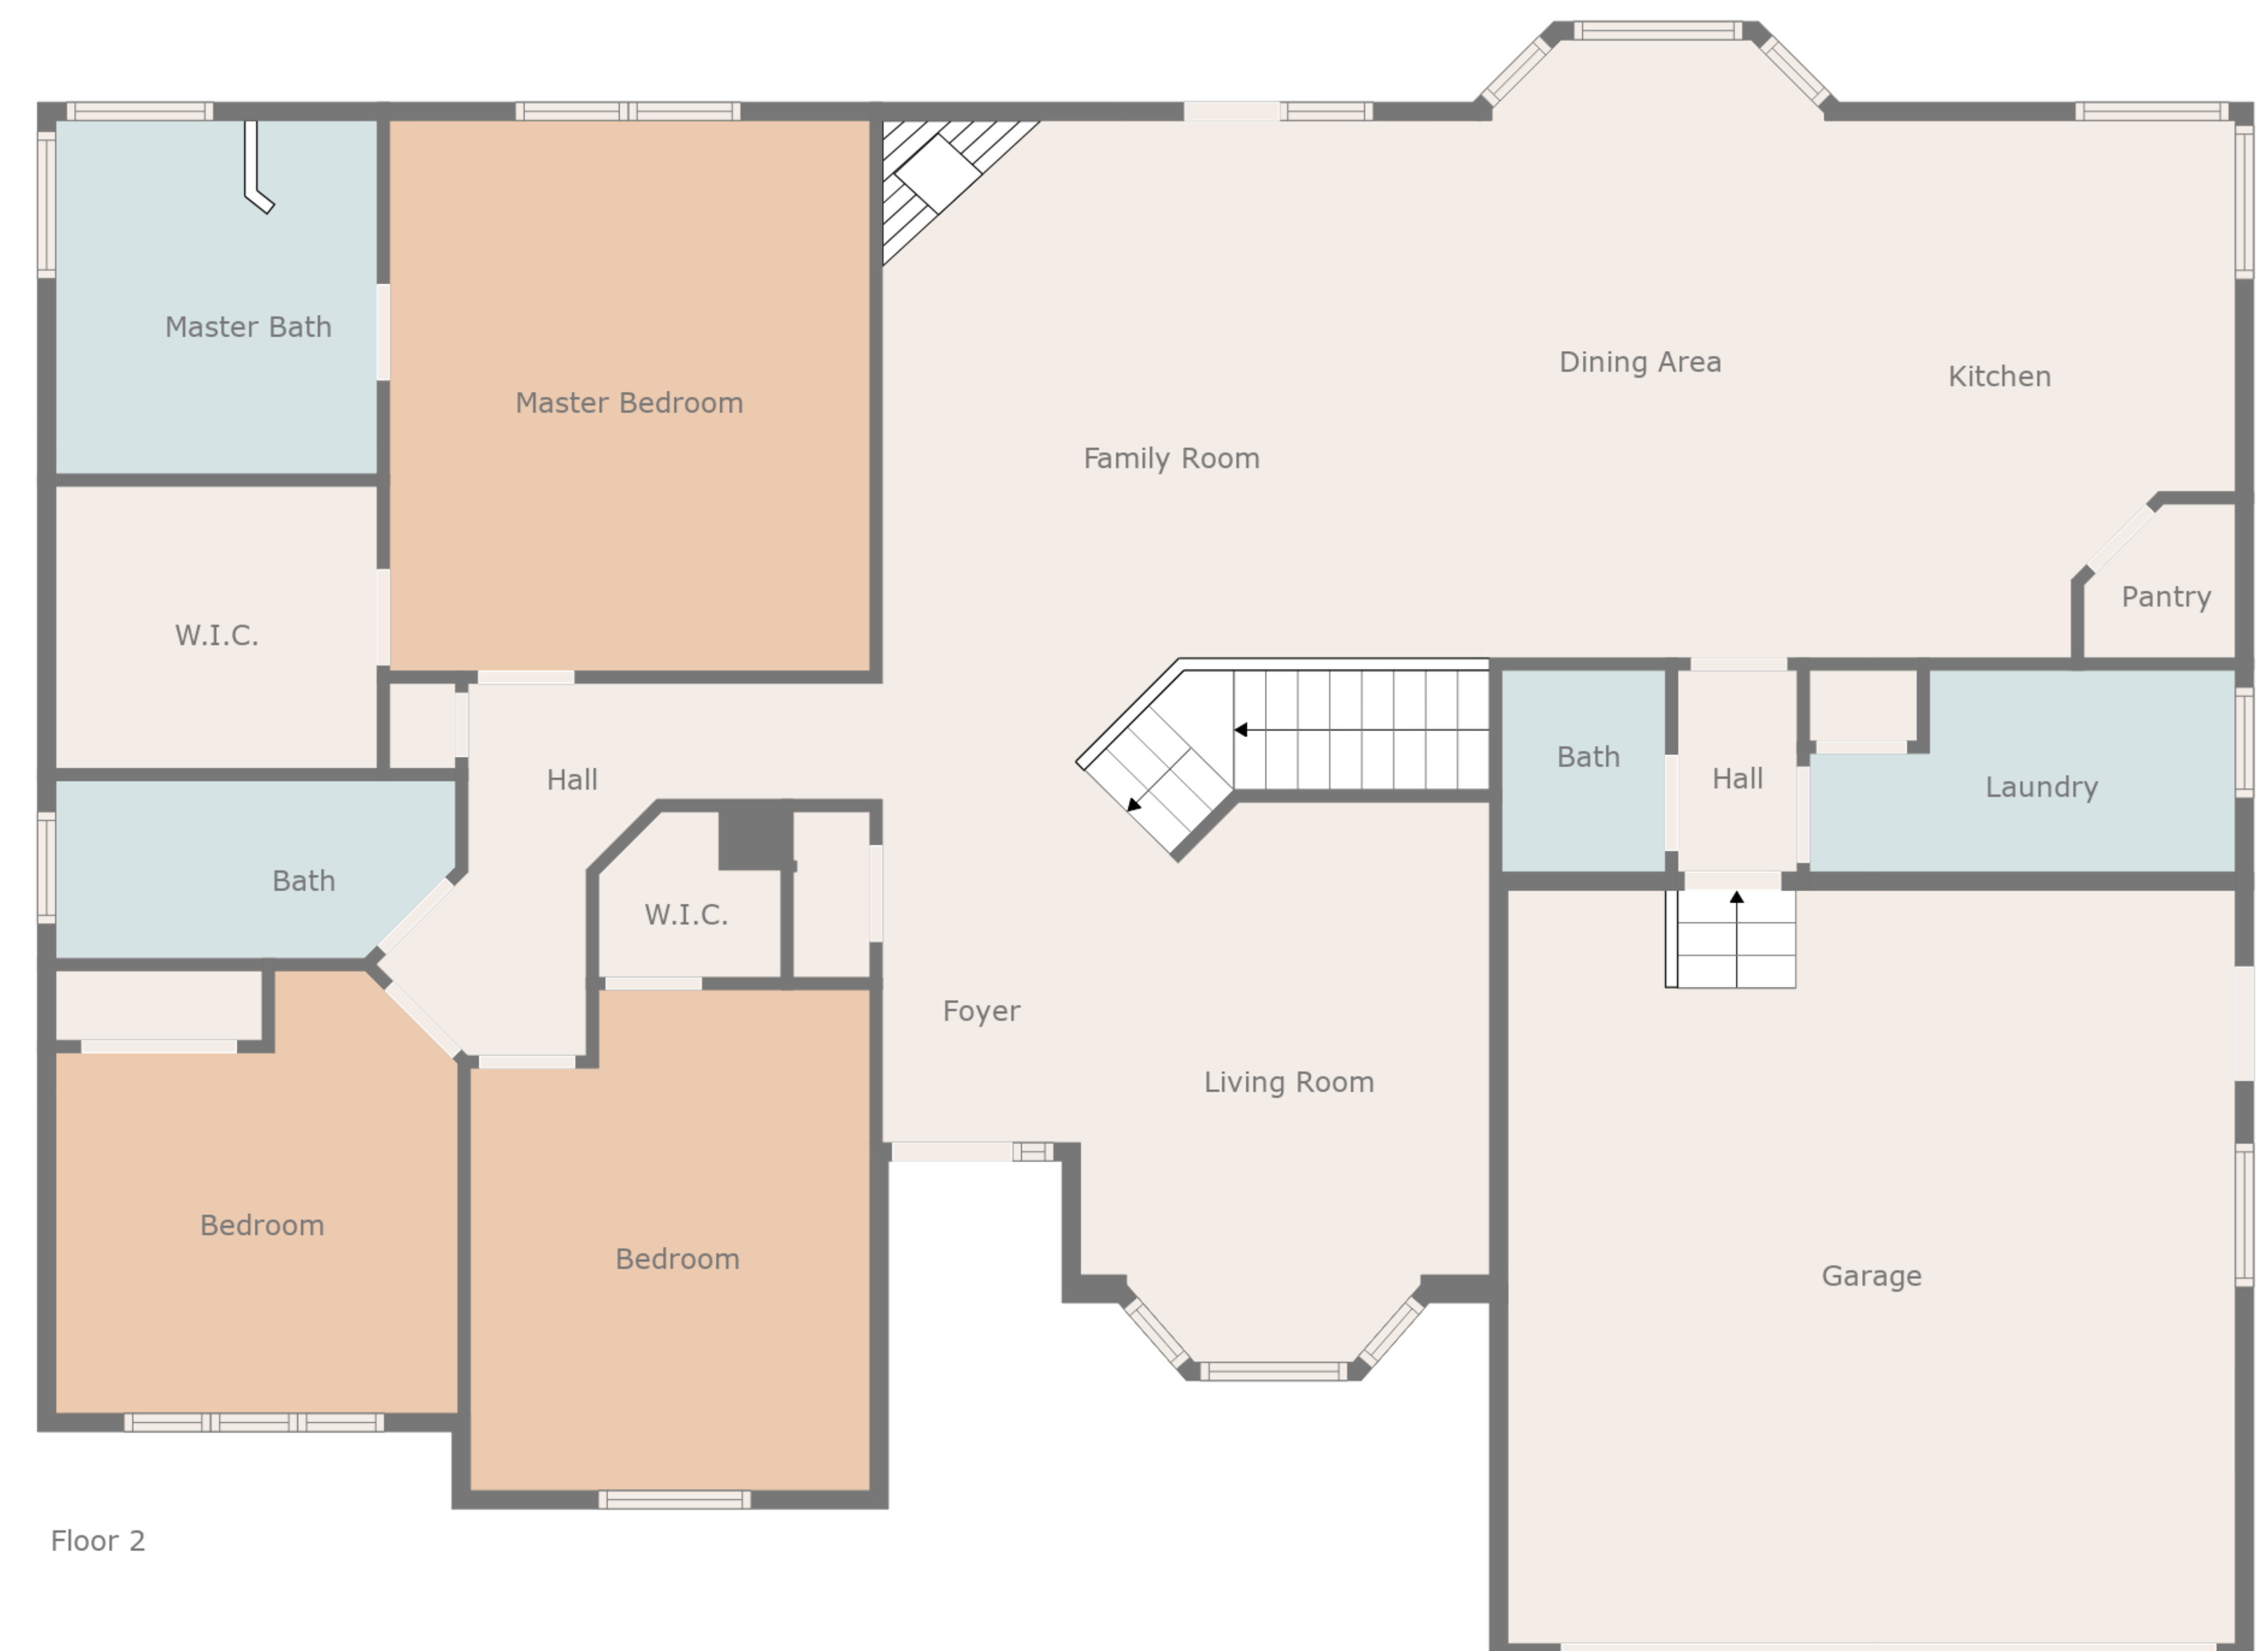 Master Bath
Master Bedroom
Dining Area
Kitchen
Family Room
W.I.C.
Pantry
Hall
Bath
Hall
Laundry
Bath
W.I.C.
Foyer
Living Room
Bedroom
Bedroom
Garage
Floor 2